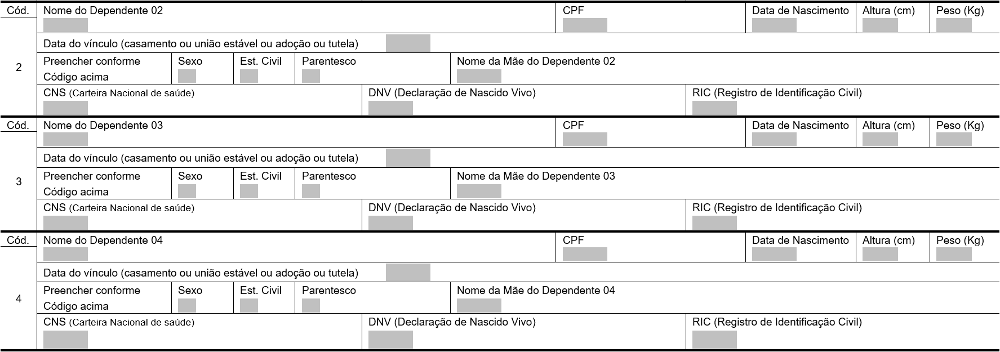 Cód. Nome do Dependente 02 CPF Data de Nascimento Altura (cm) Peso (Kg)
Data do vínculo (casamento ou união estável ou adoção ou tutela)
2 Preencher conforme Código acima Sexo Est. Civil Parentesco Nome da Mãe do Dependente 02
CNS (Carteira Nacional de saúde) DNV (Declaração de Nascido Vivo) RIC (Registro de Identificação Civil)
Cód. Nome do Dependente 03 CPF Data de Nascimento Altura (cm) Peso (Kg)
Data do vínculo (casamento ou união estável ou adoção ou tutela)
3 Preencher conforme Código acima Sexo Est. Civil Parentesco Nome da Mãe do Dependente 03
CNS (Carteira Nacional de saúde) DNV (Declaração de Nascido Vivo) RIC (Registro de Identificação Civil)
Cód. Nome do Dependente 04 CPF Data de Nascimento Altura (cm) Peso (Kg)
Data do vínculo (casamento ou união estável ou adoção ou tutela)
4 Preencher conforme Código acima Sexo Est. Civil Parentesco Nome da Mãe do Dependente 04
CNS (Carteira Nacional de saúde) DNV (Declaração de Nascido Vivo) RIC (Registro de Identificação Civil)